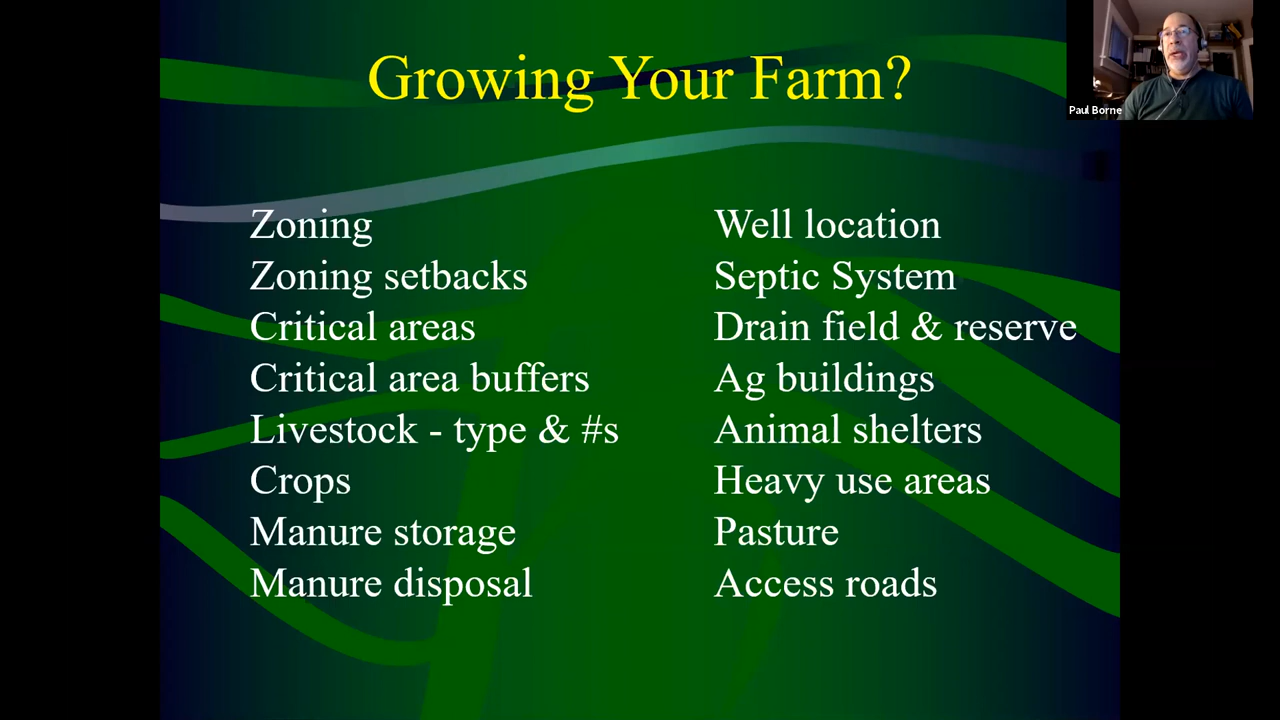 Growing Your Farm?
Paul Borne
Zoning
Zoning setbacks
Critical areas
Critical area buffers
Livestock - type & #s
Crops
Manure storage
Manure disposal
Well location
Septic System
Drain field & reserve
Ag buildings
Animal shelters
Heavy use areas
Pasture
Access roads